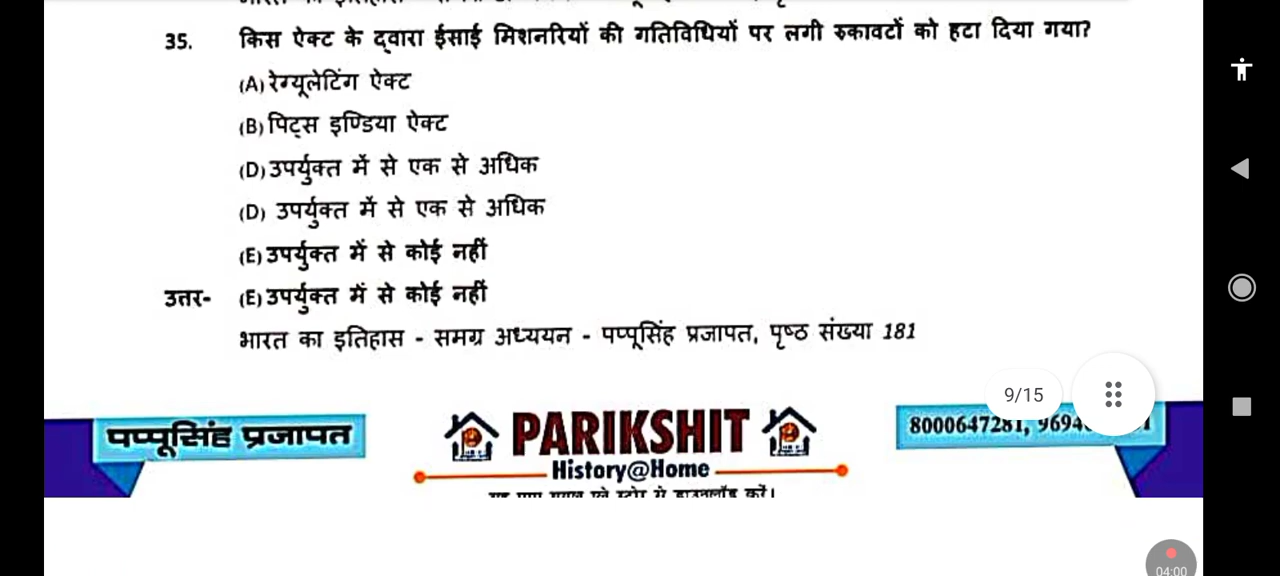 35. किस ऐक्ट के द्वारा ईसाई मिशनरियों की गतिविधियों पर लगी रुकावटों को हटा दिया गया?
(A) रेग्यूलेटिंग ऐक्ट
(B) पिट्स इण्डिया ऐक्ट
(D) उपर्युक्त में से एक से अधिक
(D) उपर्युक्त में से एक से अधिक
(E) उपर्युक्त में से कोई नहीं
उत्तर- (E) उपर्युक्त में से कोई नहीं
भारत का इतिहास - समग्र अध्ययन - पप्पूसिंह प्रजापत, पृष्ठ संख्या 181
9/15
पप्पूसिंह प्रजापत
PARIKSHIT
8000647281,
History@Home
04:00